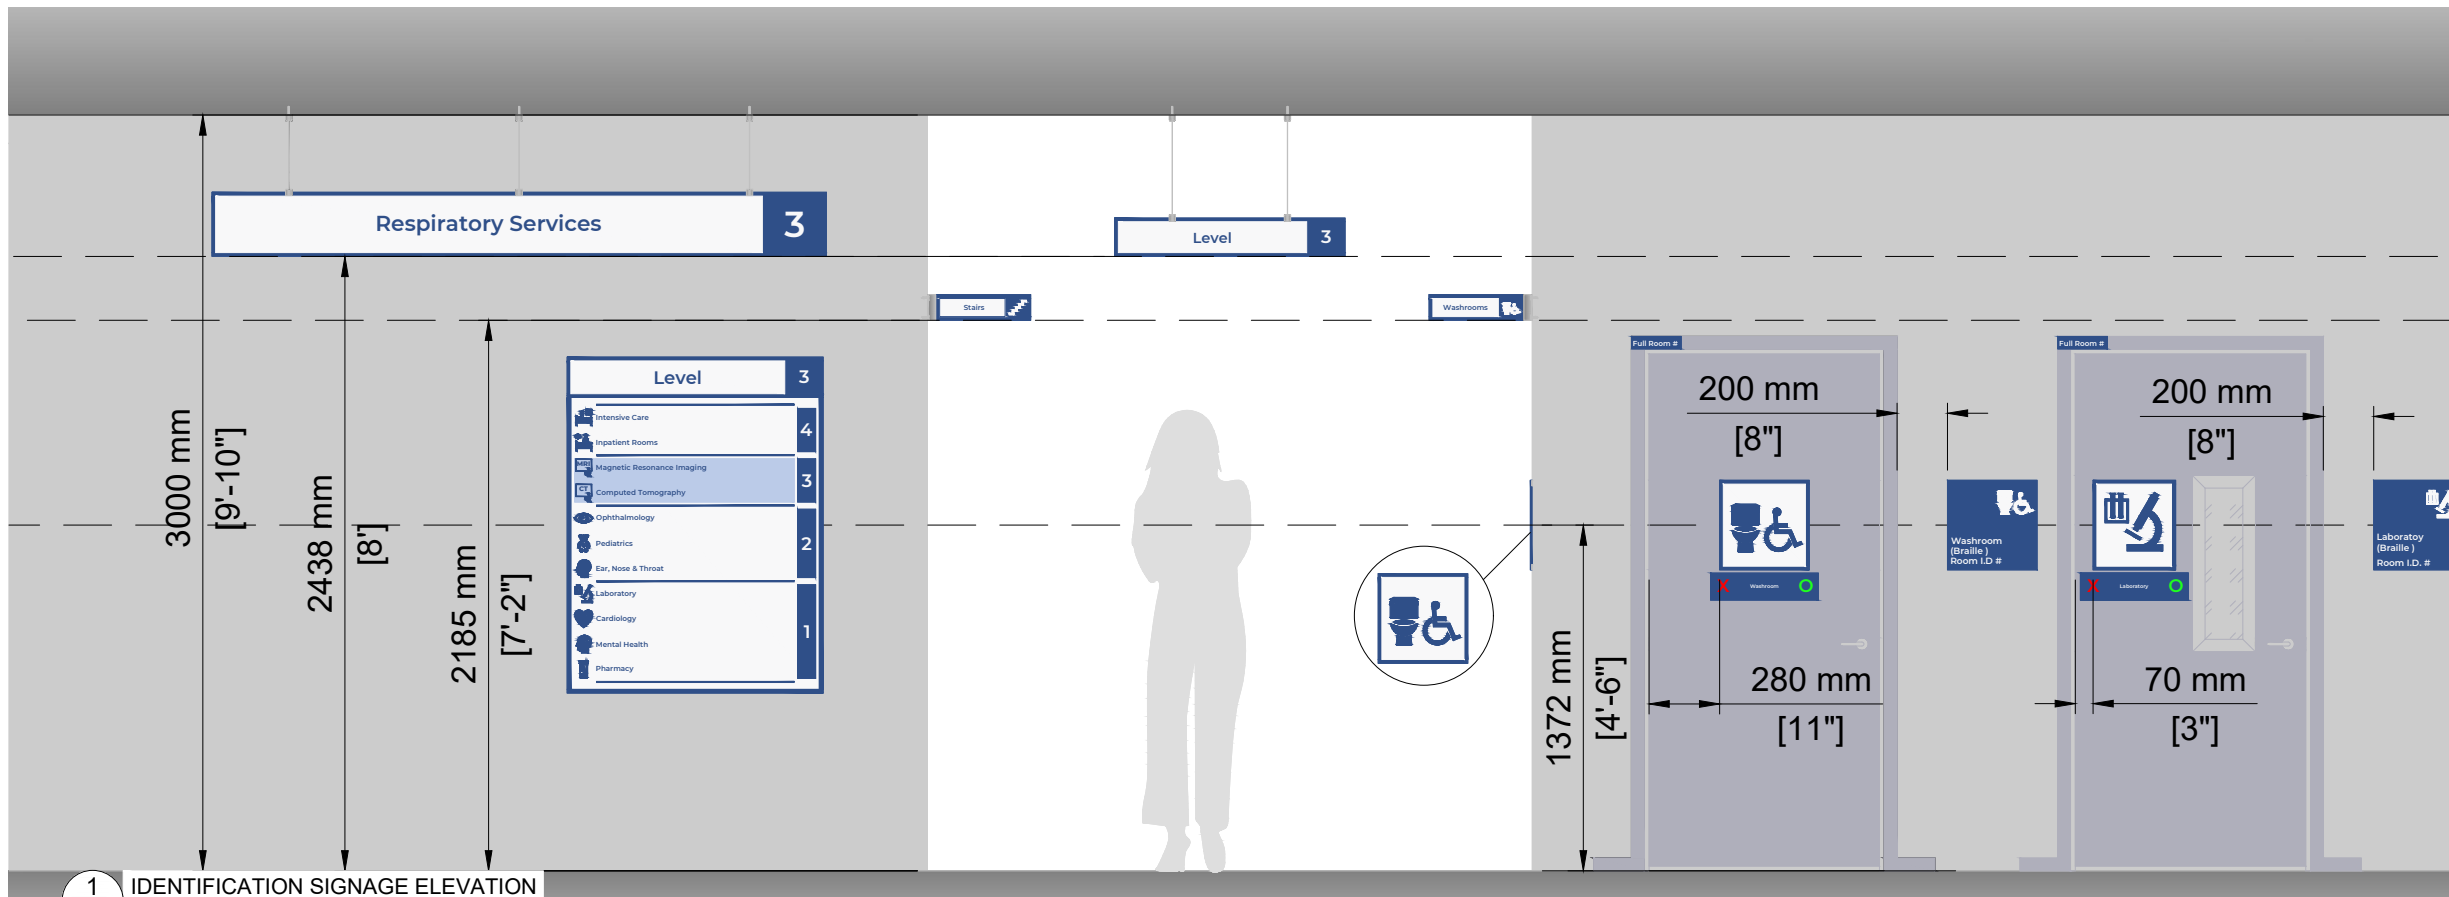 Respiratory Services 3
Level 3
Stairs
Washrooms
3000 mm
[9'-10"]
2438 mm
[8"]
2185 mm
[7'-2"]
Level 3
Intensive Care
Inpatient Rooms
4
MRI
Magnetic Resonance Imaging
CT
Computed Tomography
3
Ophthalmology
Pediatrics
Ear, Nose & Throat
2
Laboratory
Cardiology
Mental Health
Pharmacy
1
1372 mm
[4'-6"]
Full Room #
200 mm
[8"]
X Washroom O
280 mm
[11"]
Washroom
(Braille )
Room I.D #
Full Room #
200 mm
[8"]
X Laboratory O
70 mm
[3"]
Laboratoy
(Braille )
Room I.D. #
1 IDENTIFICATION SIGNAGE ELEVATION